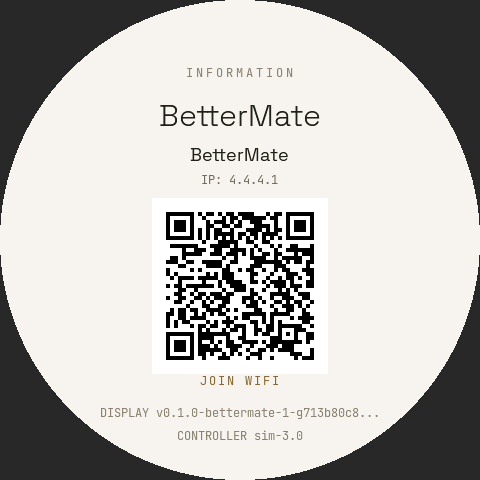 INFORMATION
BetterMate
BetterMate
IP: 4.4.4.1
JOIN WIFI
DISPLAY v0.1.0-bettermate-1-g713b80c8...
CONTROLLER sim-3.0